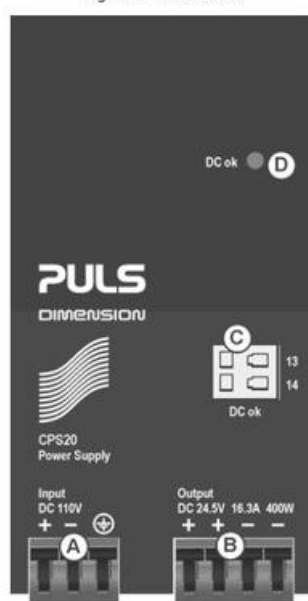 DC ok D
PULS
DIMENSION
C
13
14
DC ok
CPS20
Power Supply
Input
DC 110V
+ -
A
Output
DC 24.5V 16.3A 400W
+ + - -
B